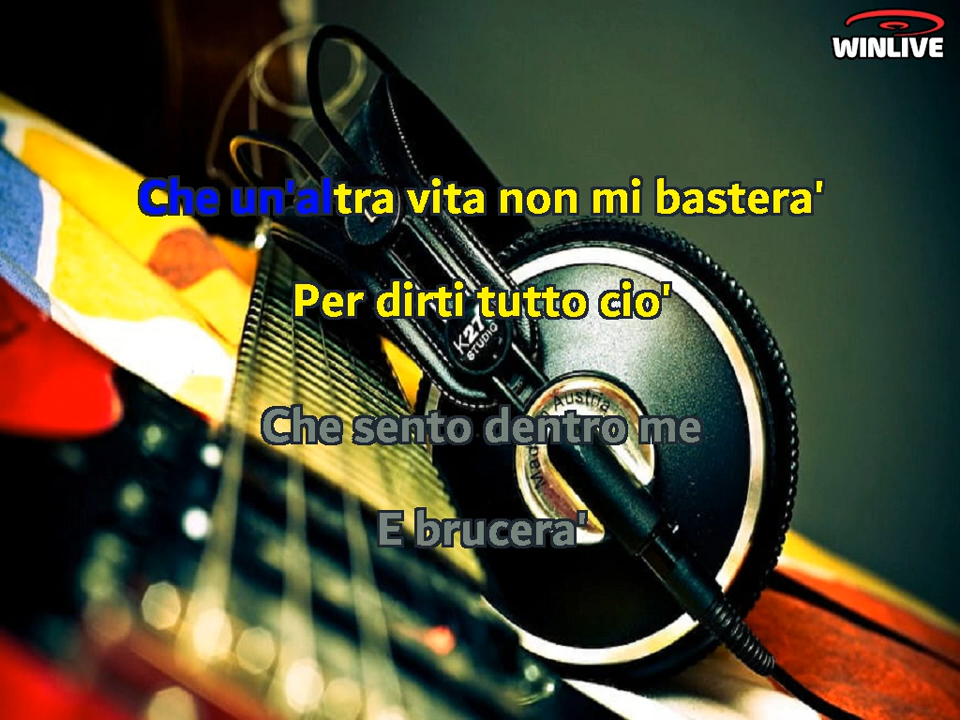 WINLIVE
Che un'altra vita non mi bastera'
Per dirti tutto cio'
L
K27
STUDIO
Che sento dentro me
Austria
E brucera'